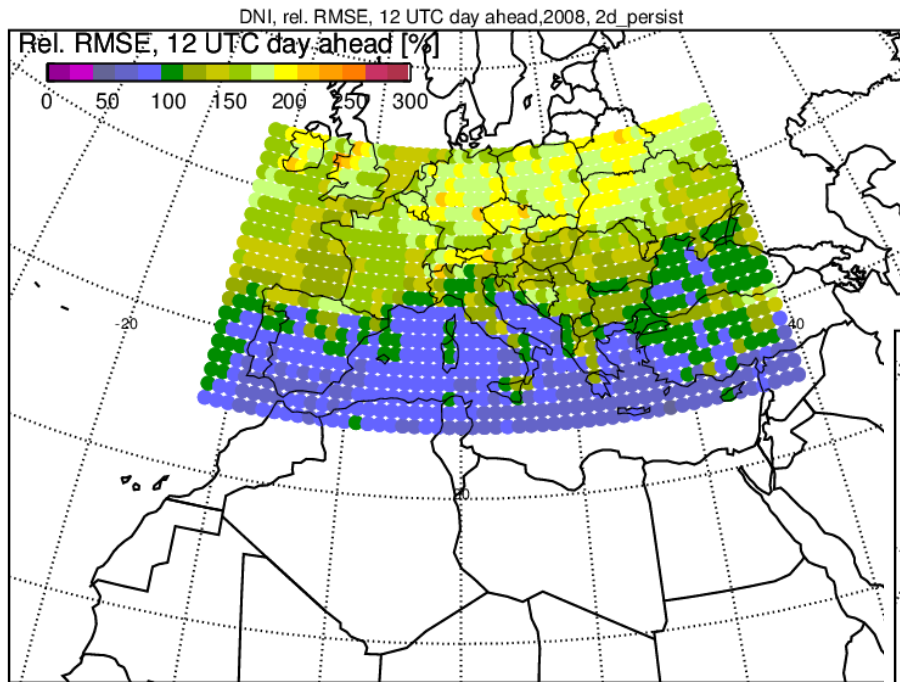 DNI, rel. RMSE, 12 UTC day ahead,2008, 2d_persist
Rel. RMSE, 12 UTC day ahead [%]
0 50 100 150 200 250 300
-20
40